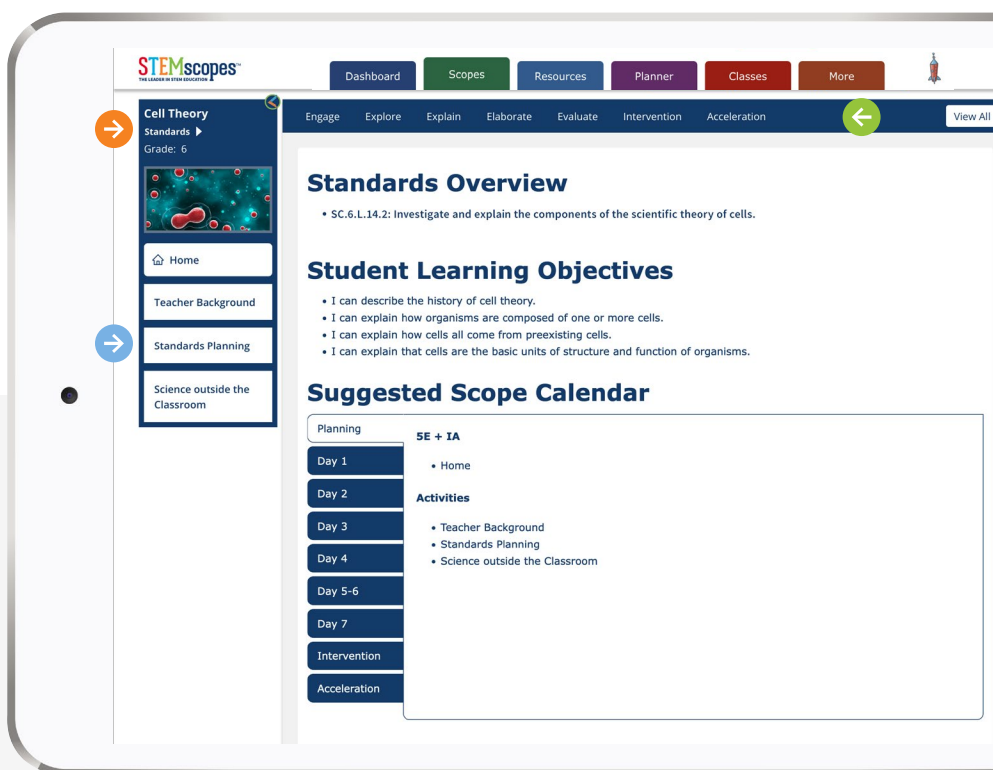 STEMscopes™
THE LEADER IN STEM EDUCATION
Dashboard
Scopes
Resources
Planner
Classes
More
Cell Theory
Standards
Grade: 6
Home
Teacher Background
Standards Planning
Science outside the
Classroom
Engage
Explore
Explain
Elaborate
Evaluate
Intervention
Acceleration
View All
Standards Overview
• SC.6.L.14.2: Investigate and explain the components of the scientific theory of cells.
Student Learning Objectives
• I can describe the history of cell theory.
• I can explain how organisms are composed of one or more cells.
• I can explain how cells all come from preexisting cells.
• I can explain that cells are the basic units of structure and function of organisms.
Suggested Scope Calendar
Planning
Day 1
Day 2
Day 3
Day 4
Day 5-6
Day 7
Intervention
Acceleration
5E + IA
• Home
Activities
• Teacher Background
• Standards Planning
• Science outside the Classroom